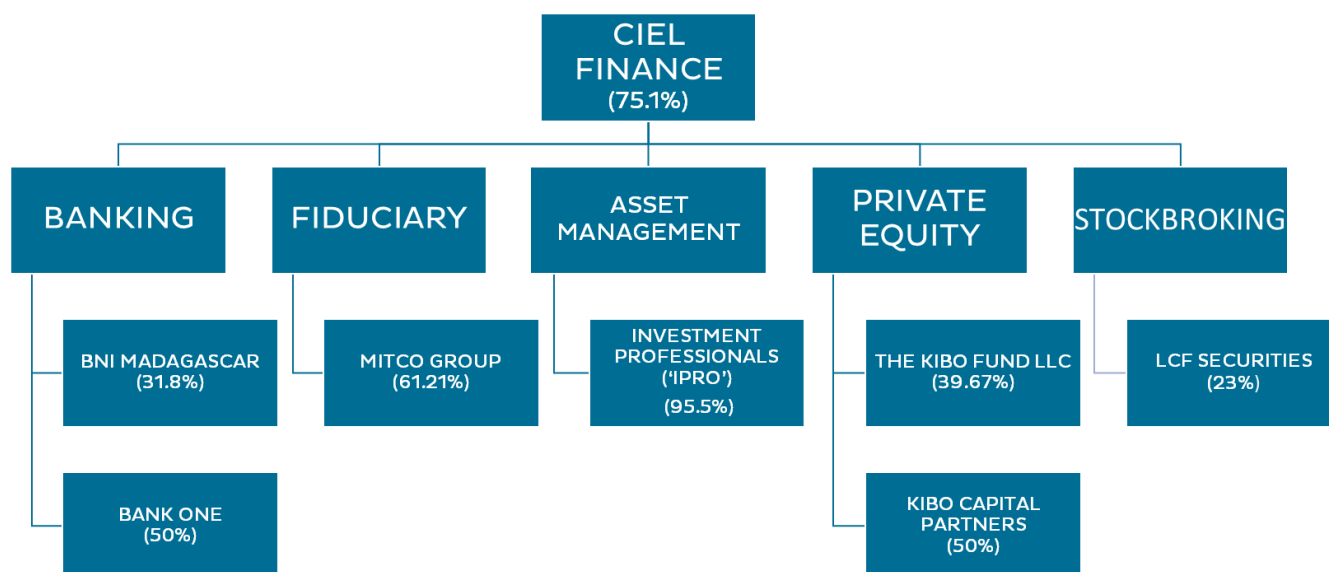 CIEL
FINANCE
(75.1%)
BANKING
FIDUCIARY
ASSET
MANAGEMENT
PRIVATE
EQUITY
STOCKBROKING
BNI MADAGASCAR
(31.8%)
MITCO GROUP
(61.21%)
INVESTMENT
PROFESSIONALS
(‘IPRO’)
(95.5%)
THE KIBO FUND LLC
(39.67%)
LCF SECURITIES
(23%)
BANK ONE
(50%)
KIBO CAPITAL
PARTNERS
(50%)